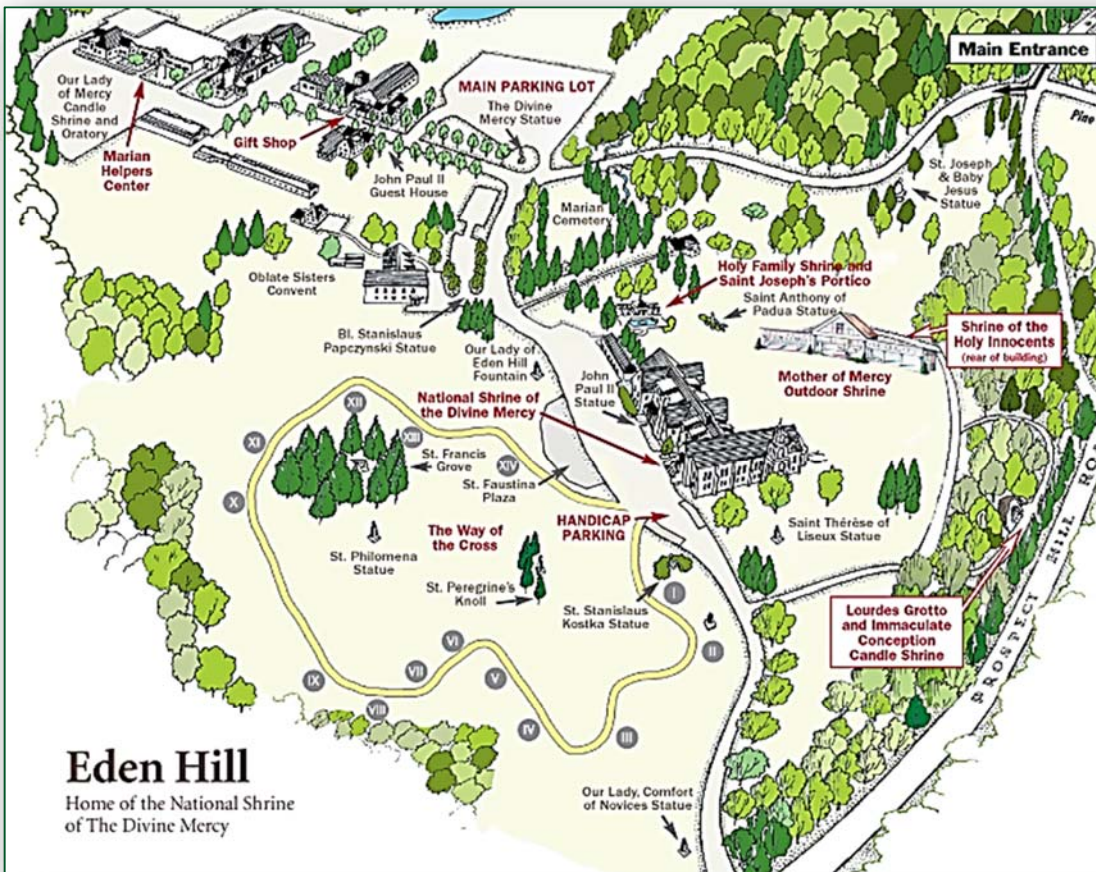 Main Entrance
Our Lady
of Mercy
Candle
Shrine and
Oratory
Marian
Helpers
Center
Gift Shop
MAIN PARKING LOT
The Divine
Mercy Statue
John Paul II
Guest House
Pine
St. Joseph
& Baby
Jesus
Statue
Marian
Cemetery
Oblate Sisters
Convent
Holy Family Shrine and
Saint Joseph's Portico
Saint Anthony of
Padua Statue
Bl. Stanislaus
Papczynski Statue
Our Lady of
Eden Hill
Fountain
Shrine of the
Holy Innocents
(rear of building)
John
Paul II
Statue
Mother of Mercy
Outdoor Shrine
National Shrine of
the Divine Mercy
XII
XI
XIII
XIV
X
St. Francis
Grove
St. Faustina
Plaza
The Way of
the Cross
HANDICAP
PARKING
Saint Thérèse of
Liseux Statue
St. Philomena
Statue
St. Peregrine's
Knoll
St. Stanislaus
Kostka Statue
I
II
III
IV
V
VI
VII
VIII
IX
Lourdes Grotto
and Immaculate
Conception
Candle Shrine
PROSPECT HILL ROA
Our Lady, Comfort
of Novices Statue
Eden Hill
Home of the National Shrine
of The Divine Mercy